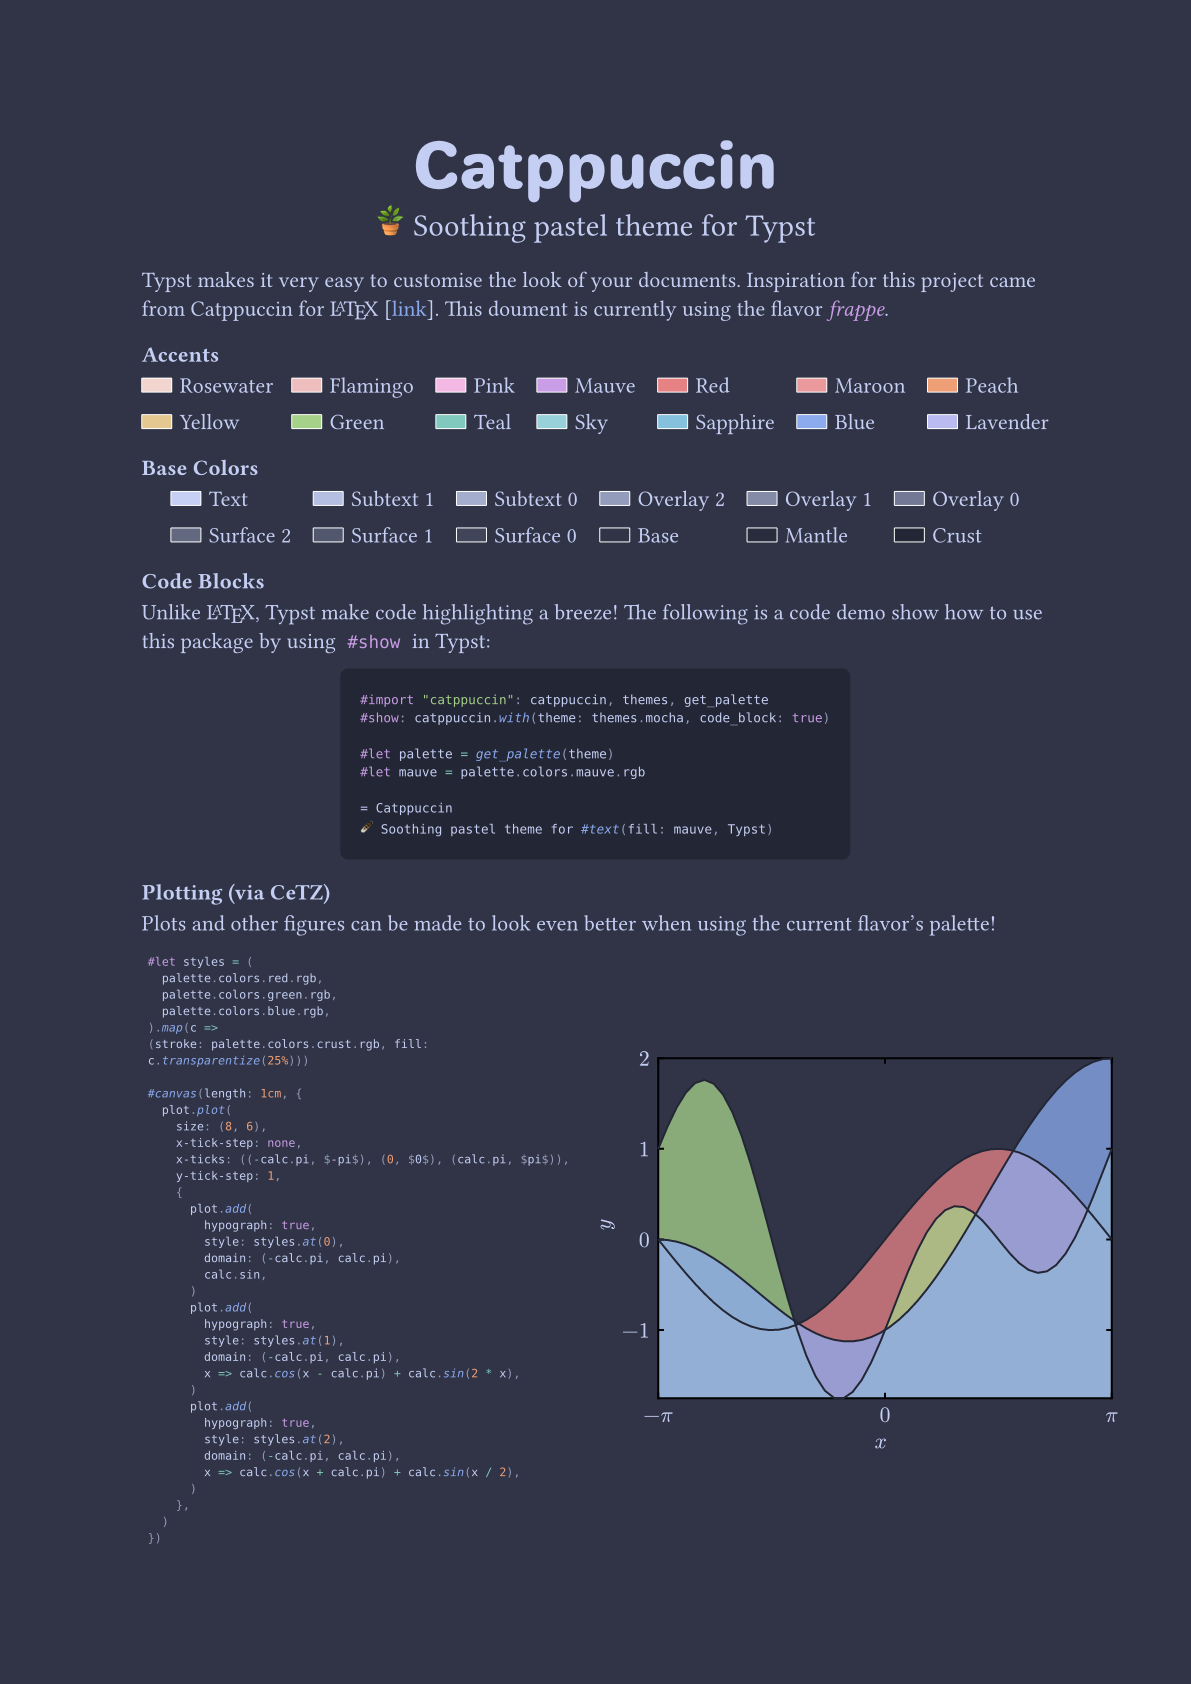 Catppuccin
🪴 Soothing pastel theme for Typst
Typst makes it very easy to customise the look of your documents. Inspiration for this project came
from Catppuccin for LATEX [link]. This doument is currently using the flavor frappe.
Accents
Rosewater Flamingo Pink Mauve Red Maroon Peach
Yellow Green Teal Sky Sapphire Blue Lavender
Base Colors
Text Subtext 1 Subtext 0 Overlay 2 Overlay 1 Overlay 0
Surface 2 Surface 1 Surface 0 Base Mantle Crust
Code Blocks
Unlike LATEX, Typst make code highlighting a breeze! The following is a code demo show how to use
this package by using #show in Typst:
#import "catppuccin": catppuccin, themes, get_palette
#show: catppuccin.with(theme: themes.mocha, code_block: true)
#let palette = get_palette(theme)
#let mauve = palette.colors.mauve.rgb
= Catppuccin
🪶 Soothing pastel theme for #text(fill: mauve, Typst)
Plotting (via CeTZ)
Plots and other figures can be made to look even better when using the current flavor's palette!
#let styles = (
  palette.colors.red.rgb,
  palette.colors.green.rgb,
  palette.colors.blue.rgb,
).map(c =>
(stroke: palette.colors.crust.rgb, fill:
c.transparentize(25%)))
#canvas(length: 1cm, {
  plot.plot(
    size: (8, 6),
    x-tick-step: none,
    x-ticks: ((-calc.pi, $-pi$), (0, $0$), (calc.pi, $pi$)),
    y-tick-step: 1,
    {
      plot.add(
        hypograph: true,
        style: styles.at(0),
        domain: (-calc.pi, calc.pi),
        calc.sin,
      )
      plot.add(
        hypograph: true,
        style: styles.at(1),
        domain: (-calc.pi, calc.pi),
        x => calc.cos(x - calc.pi) + calc.sin(2 * x),
      )
      plot.add(
        hypograph: true,
        style: styles.at(2),
        domain: (-calc.pi, calc.pi),
        x => calc.cos(x + calc.pi) + calc.sin(x / 2),
      )
    },
  )
})
2
1
0
−1
y
−π 0 π
x